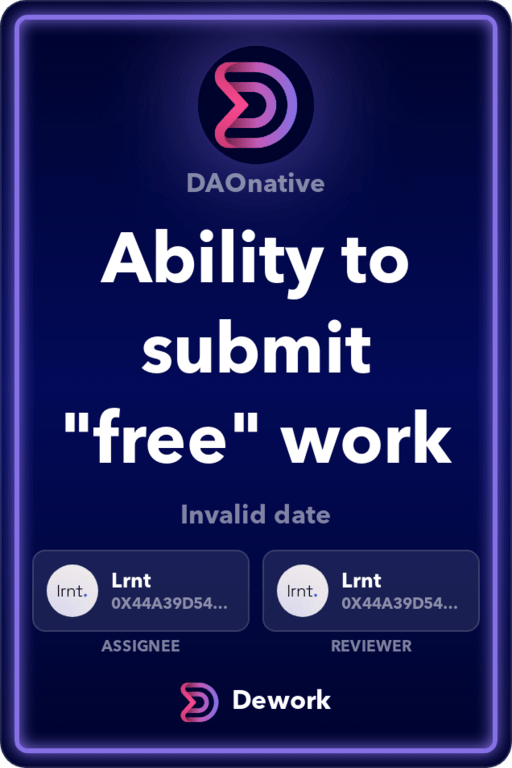 DAOnative
Ability to
submit
"free" work
Invalid date
lrnt.
Lrnt
0X44A39D54...
lrnt.
Lrnt
0X44A39D54...
ASSIGNEE
REVIEWER
Dework